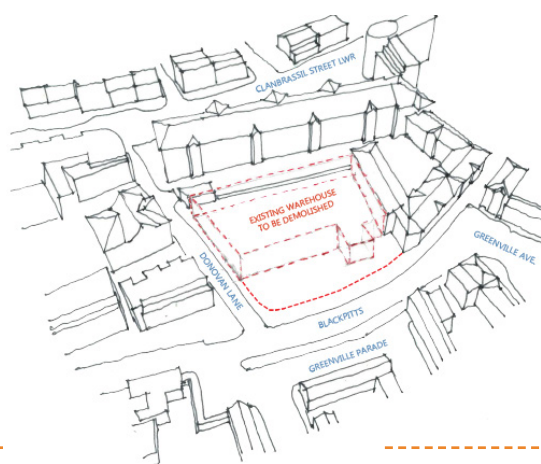 CLANBRASSIL STREET LWR
EXISTING WAREHOUSE
TO BE DEMOLISHED
DONOVAN LANE
GREENVILLE AVE.
BLACKPITTS
GREENVILLE PARADE